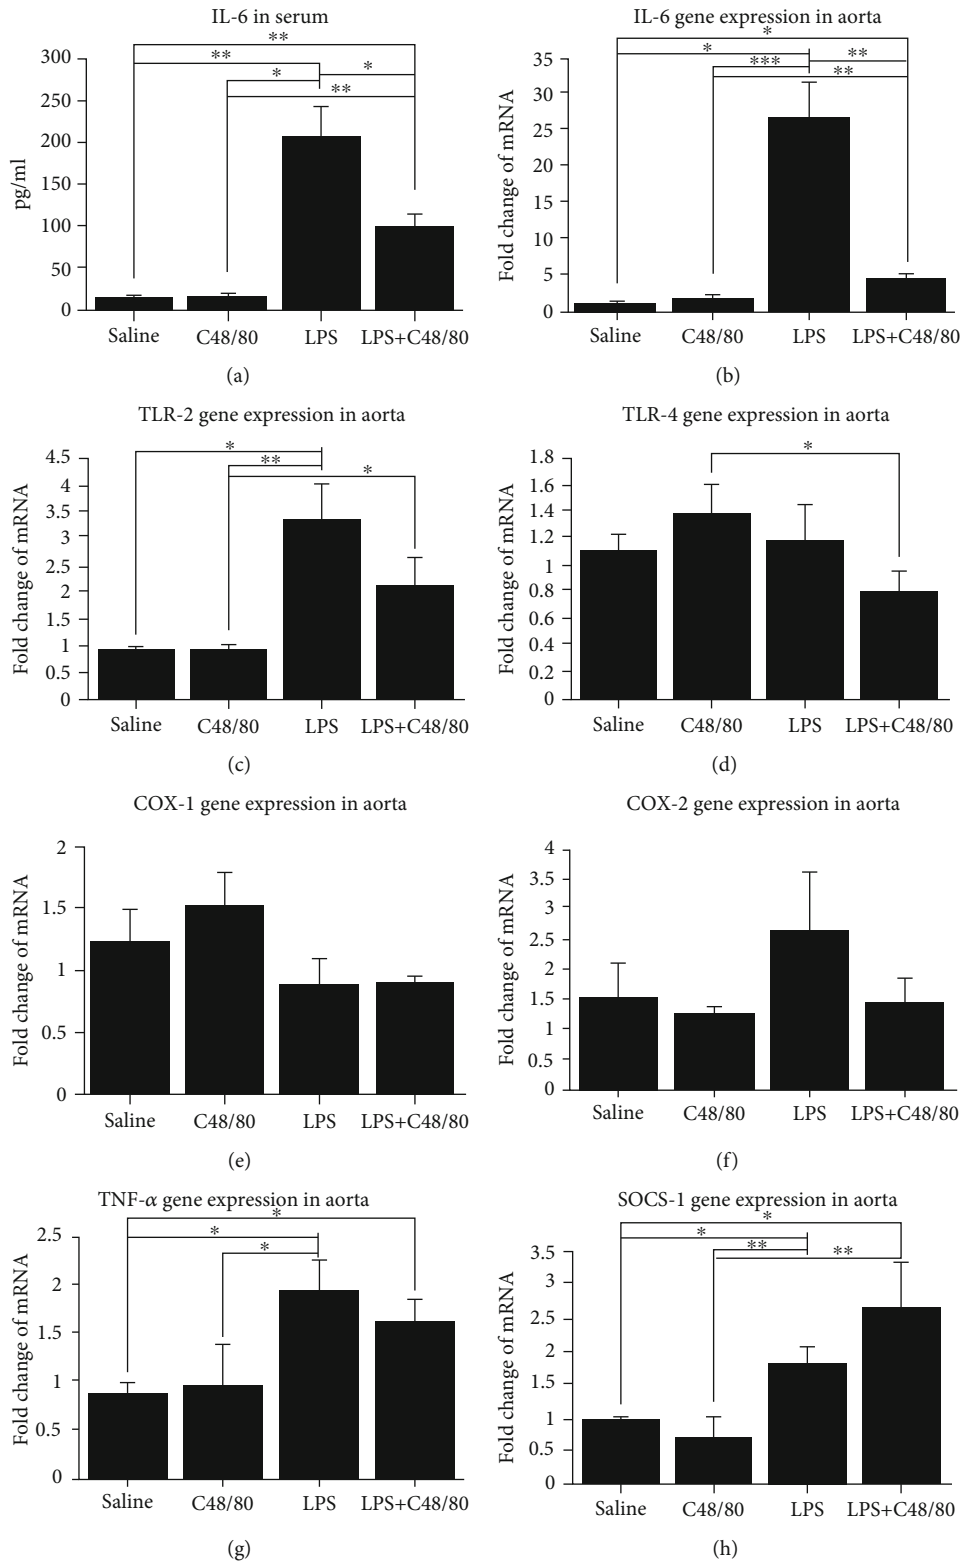 IL-6 in serum
pg/ml
300
250
200
150
100
50
0
**
**
*
*
**
Saline
C48/80
LPS
LPS+C48/80
(a)
IL-6 gene expression in aorta
Fold change of mRNA
35
30
25
20
15
10
5
0
*
*
**
***
**
Saline
C48/80
LPS
LPS+C48/80
(b)
TLR-2 gene expression in aorta
Fold change of mRNA
4.5
4
3.5
3
2.5
2
1.5
1
0.5
0
*
**
*
Saline
C48/80
LPS
LPS+C48/80
(c)
TLR-4 gene expression in aorta
Fold change of mRNA
1.8
1.6
1.4
1.2
1
0.8
0.6
0.4
0.2
0
*
Saline
C48/80
LPS
LPS+C48/80
(d)
COX-1 gene expression in aorta
Fold change of mRNA
2
1.5
1
0.5
0
Saline
C48/80
LPS
LPS+C48/80
(e)
COX-2 gene expression in aorta
Fold change of mRNA
4
3.5
3
2.5
2
1.5
1
0.5
0
Saline
C48/80
LPS
LPS+C48/80
(f)
TNF-α gene expression in aorta
Fold change of mRNA
2.5
2
1.5
1
0.5
0
*
*
*
Saline
C48/80
LPS
LPS+C48/80
(g)
SOCS-1 gene expression in aorta
Fold change of mRNA
3.5
3
2.5
2
1.5
1
0.5
0
*
*
**
**
Saline
C48/80
LPS
LPS+C48/80
(h)